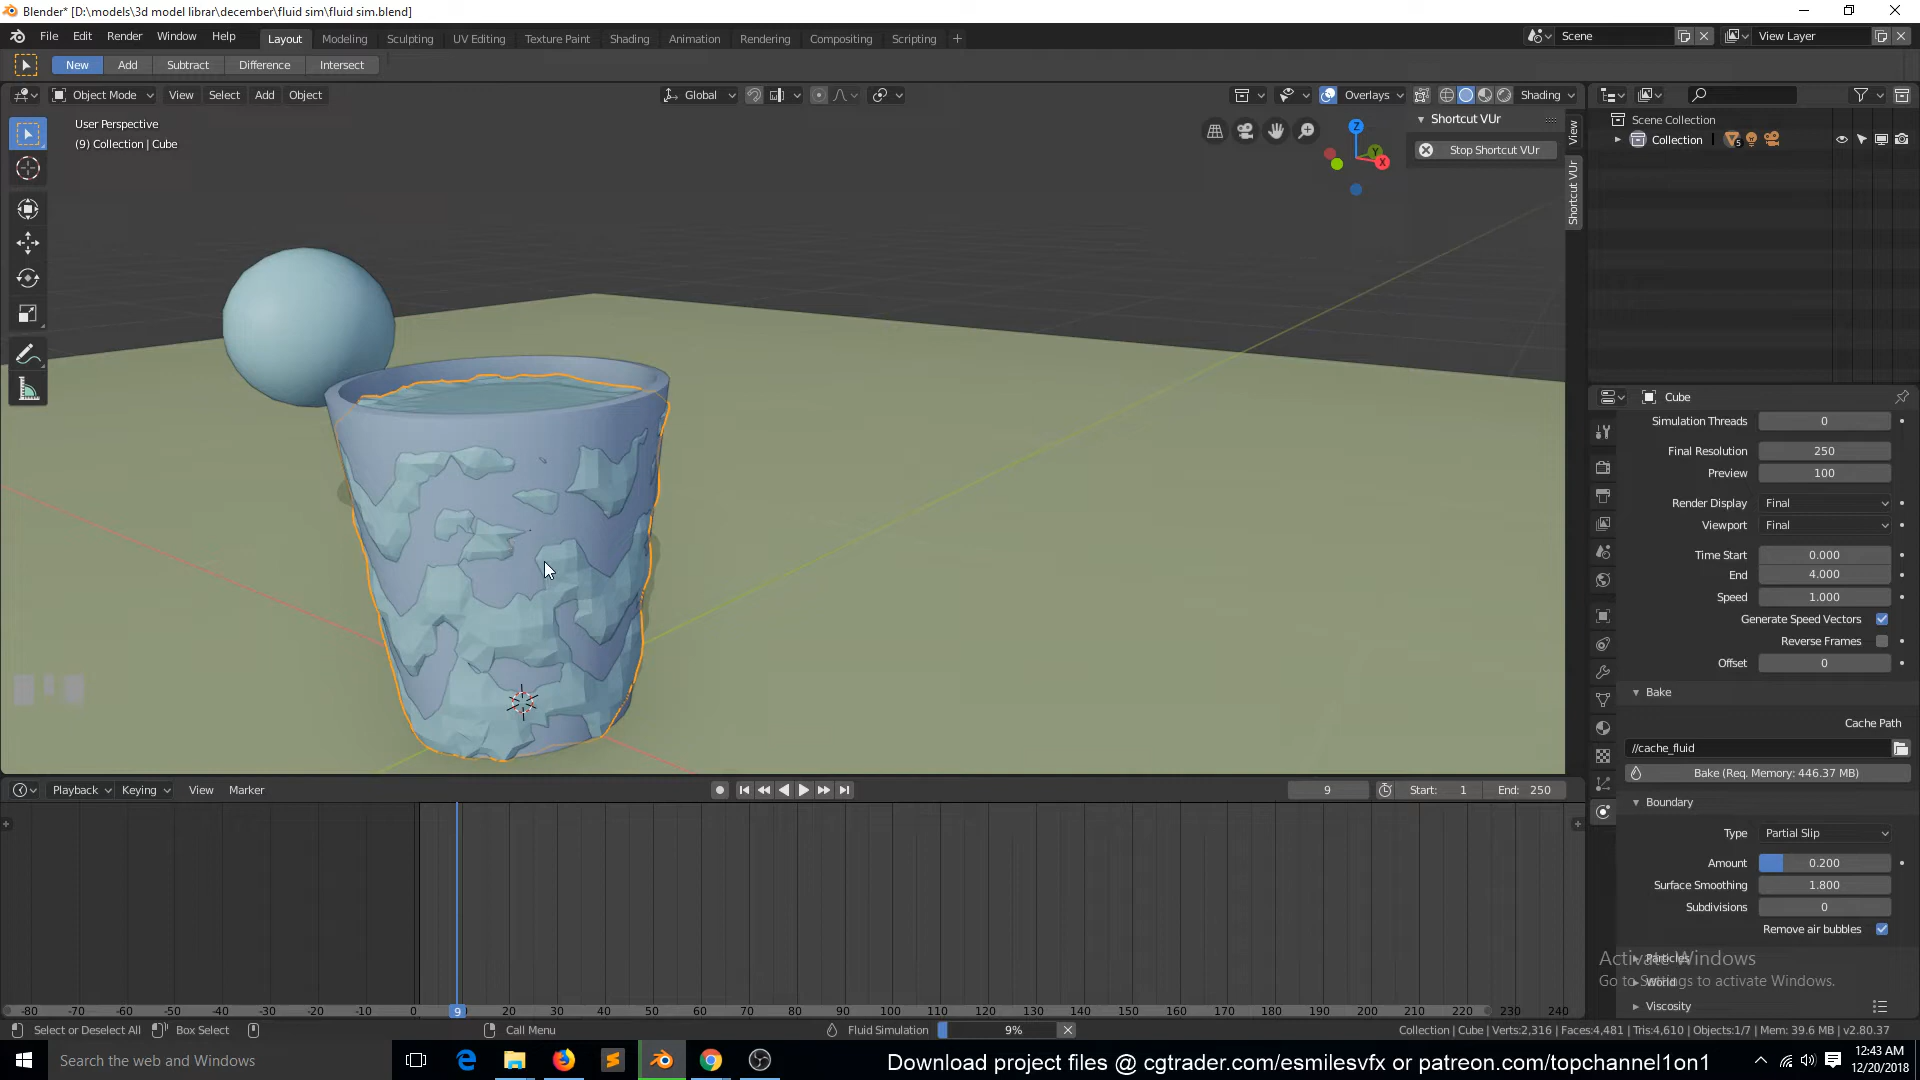 Blender* [D:\models\3d model librar\december\fluid sim\fluid sim.blend]
File Edit Render Window Help Layout Modeling Sculpting UV Editing Texture Paint Shading Animation Rendering Compositing Scripting Scene View Layer
New Add Subtract Difference Intersect
Object Mode View Select Add Object Global Overlays Shading
User Perspective
(9) Collection | Cube
Shortcut VUr
Stop Shortcut VUr
View
Shortcut VUr
Z
Y
X
Scene Collection
Collection 5
Cube
Simulation Threads 0
Final Resolution 250
Preview 100
Render Display Final
Viewport Final
Time Start 0.000
End 4.000
Speed 1.000
Generate Speed Vectors
Reverse Frames
Offset 0
Bake
Cache Path
//cache_fluid
Bake (Req. Memory: 446.37 MB)
Boundary
Type Partial Slip
Amount 0.200
Surface Smoothing 1.800
Subdivisions 0
Remove air bubbles
Particles
World
Viscosity
Activate Windows
Go to Settings to activate Windows.
Playback Keying View Marker 9 Start: 1 End: 250
-80 -70 -60 -50 -40 -30 -20 -10 0 9 20 30 40 50 60 70 80 90 100 110 120 130 140 150 160 170 180 190 200 210 220 230 240
Select or Deselect All Box Select Call Menu Fluid Simulation 9% Collection | Cube | Verts:2,316 | Faces:4,481 | Tris:4,610 | Objects:1/7 | Mem: 39.6 MB | v2.80.37
Search the web and Windows
Download project files @ cgtrader.com/esmilesvfx or patreon.com/topchannel1on1
12:43 AM
12/20/2018